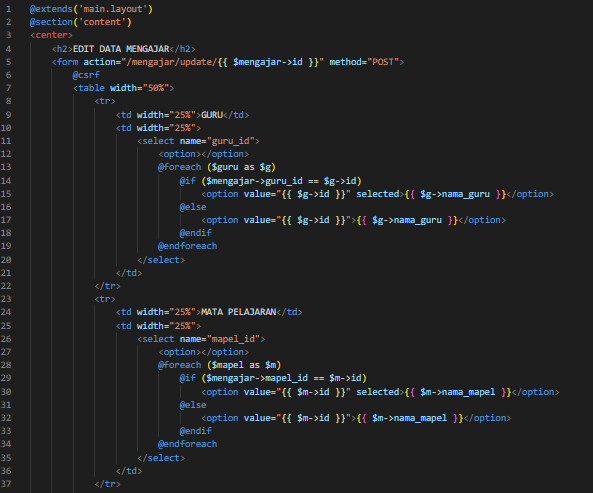 1 @extends('main.layout')
2 @section('content')
3 <center>
4 <h2>EDIT DATA MENGAJAR</h2>
5 <form action="/mengajar/update/{{ $mengajar->id }}" method="POST">
6 @csrf
7 <table width="50%">
8 <tr>
9 <td width="25%">GURU</td>
10 <td width="25%">
11 <select name="guru_id">
12 <option></option>
13 @foreach ($guru as $g)
14 @if ($mengajar->guru_id == $g->id)
15 <option value="{{ $g->id }}" selected>{{ $g->nama_guru }}</option>
16 @else
17 <option value="{{ $g->id }}">{{ $g->nama_guru }}</option>
18 @endif
19 @endforeach
20 </select>
21 </td>
22 </tr>
23 <tr>
24 <td width="25%">MATA PELAJARAN</td>
25 <td width="25%">
26 <select name="mapel_id">
27 <option></option>
28 @foreach ($mapel as $m)
29 @if ($mengajar->mapel_id == $m->id)
30 <option value="{{ $m->id }}" selected>{{ $m->nama_mapel }}</option>
31 @else
32 <option value="{{ $m->id }}">{{ $m->nama_mapel }}</option>
33 @endif
34 @endforeach
35 </select>
36 </td>
37 </tr>